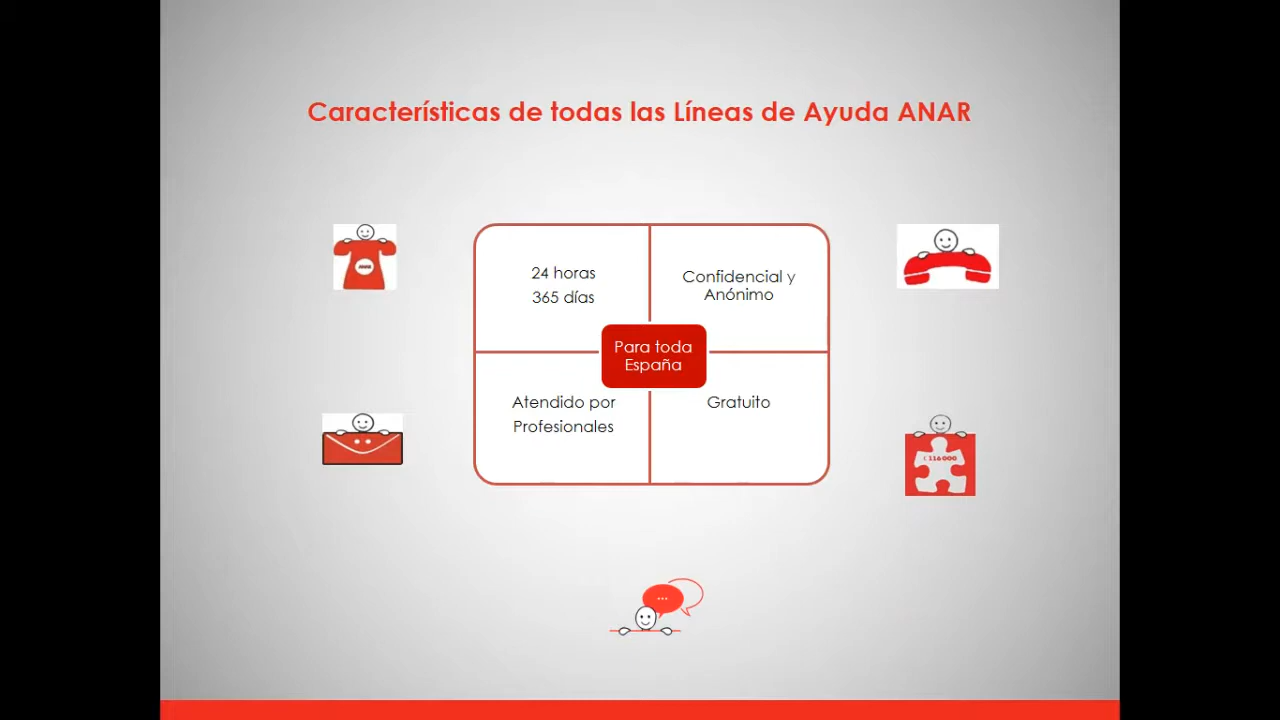 Características de todas las Líneas de Ayuda ANAR
24 horas
365 días
Confidencial y
Anónimo
Para toda
España
Atendido por
Profesionales
Gratuito
116000